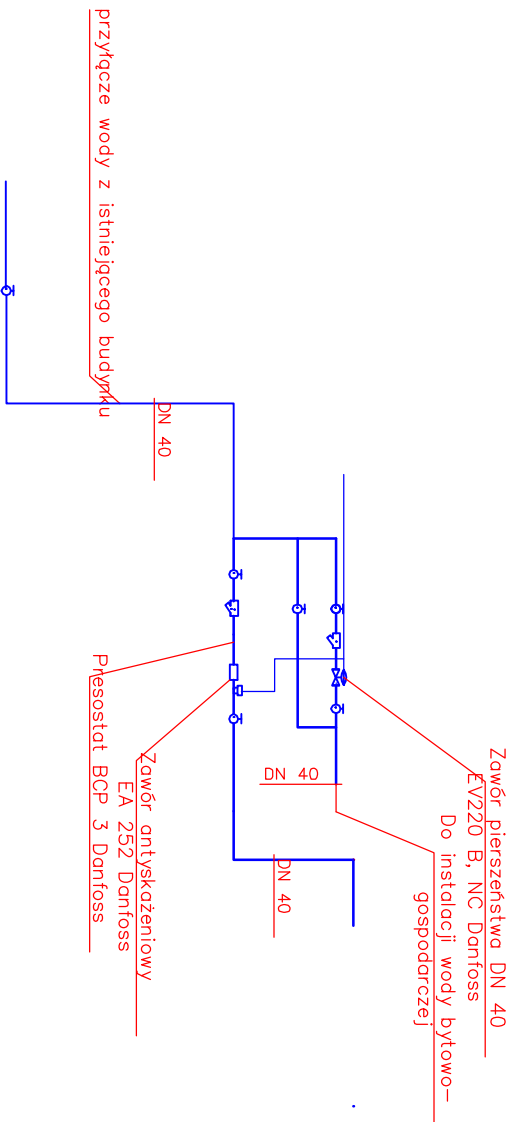 Zawór pierszeństwa DN 40
EV220 B, NC Danfoss
Do instalacji wody bytowo-
gospodarczej
DN 40
DN 40
DN 40
Zawór antyskażeniowy
EA 252 Danfoss
Presostat BCP 3 Danfoss
przyłącze wody z istniejącego budynku